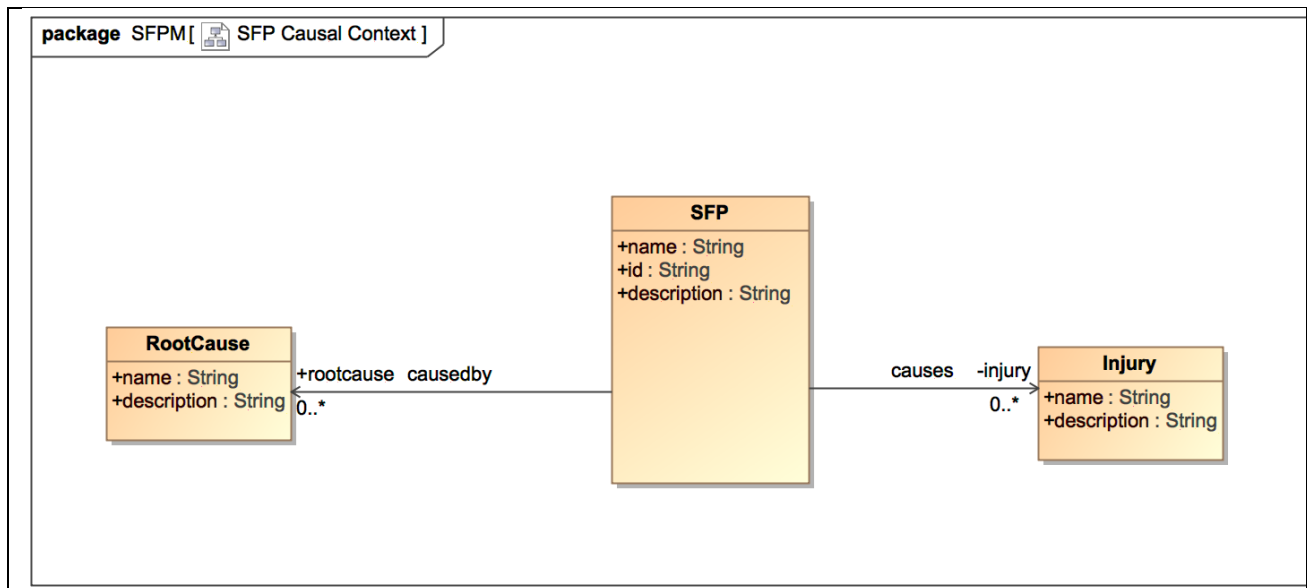 package SFPM [ SFP Causal Context ]
SFP
+name : String
+id : String
+description : String
RootCause
+name : String
+description : String
+rootcause causedby
0..*
causes -injury
0..*
Injury
+name : String
+description : String